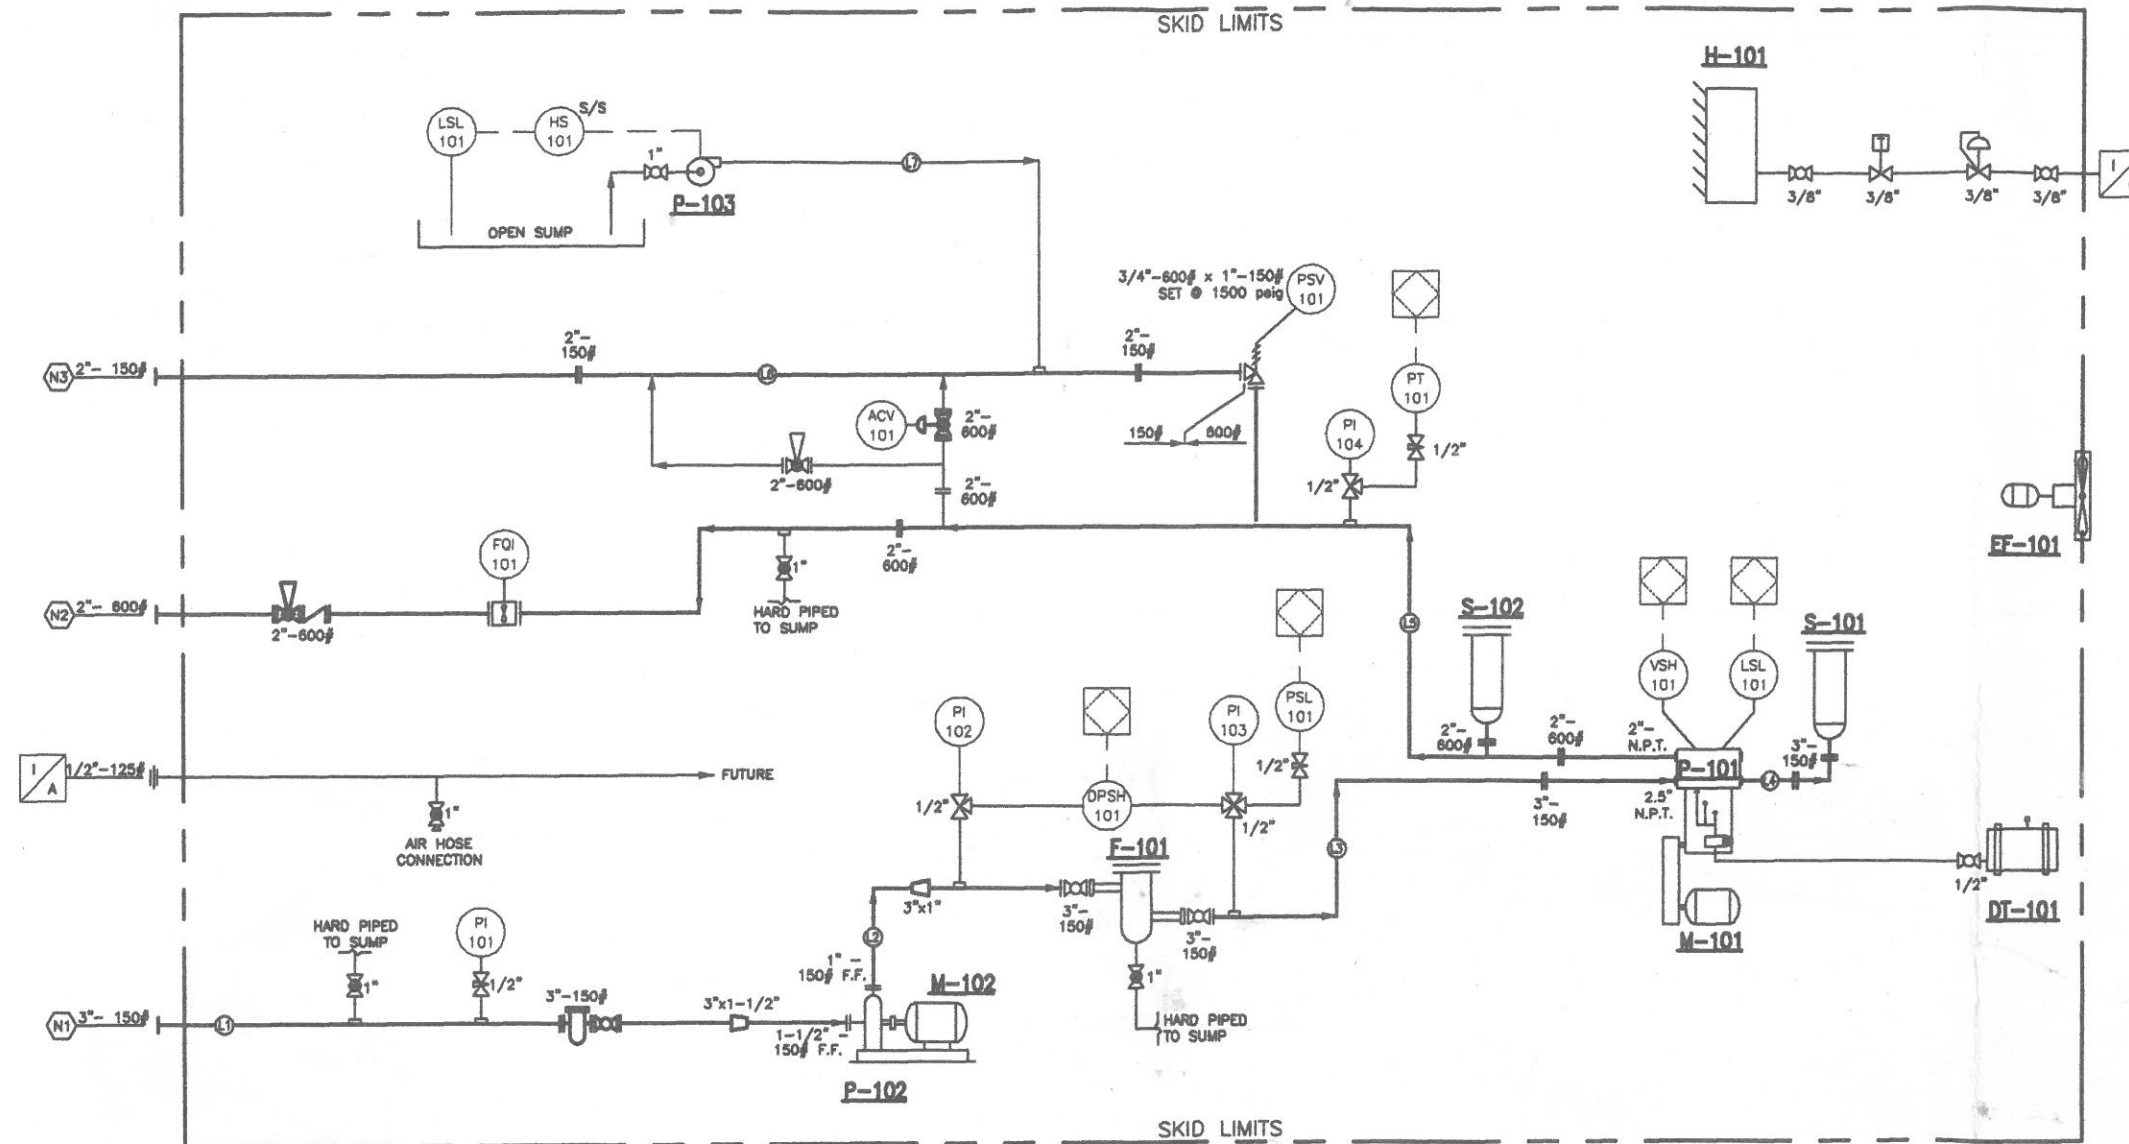 SKID LIMITS
H-101
S/S
LSL
101
HS
101
1"
P-103
L7
OPEN SUMP
3/8"
3/8"
3/8"
3/8"
I
3/4"-600# x 1"-150#
SET @ 1500 psig
PSV
101
PT
101
1/2"
PI
104
1/2"
N3
2"- 150#
2"-
150#
L6
2"-
150#
150#
600#
ACV
101
2"-
600#
2"-600#
2"-
600#
2"-
600#
EF-101
FQI
101
1"
HARD PIPED
TO SUMP
N2
2"- 600#
2"-600#
L5
S-102
S-101
VSH
101
LSL
101
PSL
101
PI
102
PI
103
1/2"
2"-
600#
2"-
600#
2"-
N.P.T.
P-101
L4
3"-
150#
I
A
1/2"-125#
FUTURE
1"
AIR HOSE
CONNECTION
1/2"
DPSH
101
1/2"
3"-
150#
2.5"
N.P.T.
L3
F-101
3"x1"
3"-
150#
3"-
150#
1/2"
DT-101
M-101
HARD PIPED
TO SUMP
PI
101
1"
1/2"
L2
1" -
150# F.F.
M-102
1"
HARD PIPED
TO SUMP
N1
3"- 150#
L1
3"-150#
3"x1-1/2"
1-1/2" -
150# F.F.
P-102
SKID LIMITS